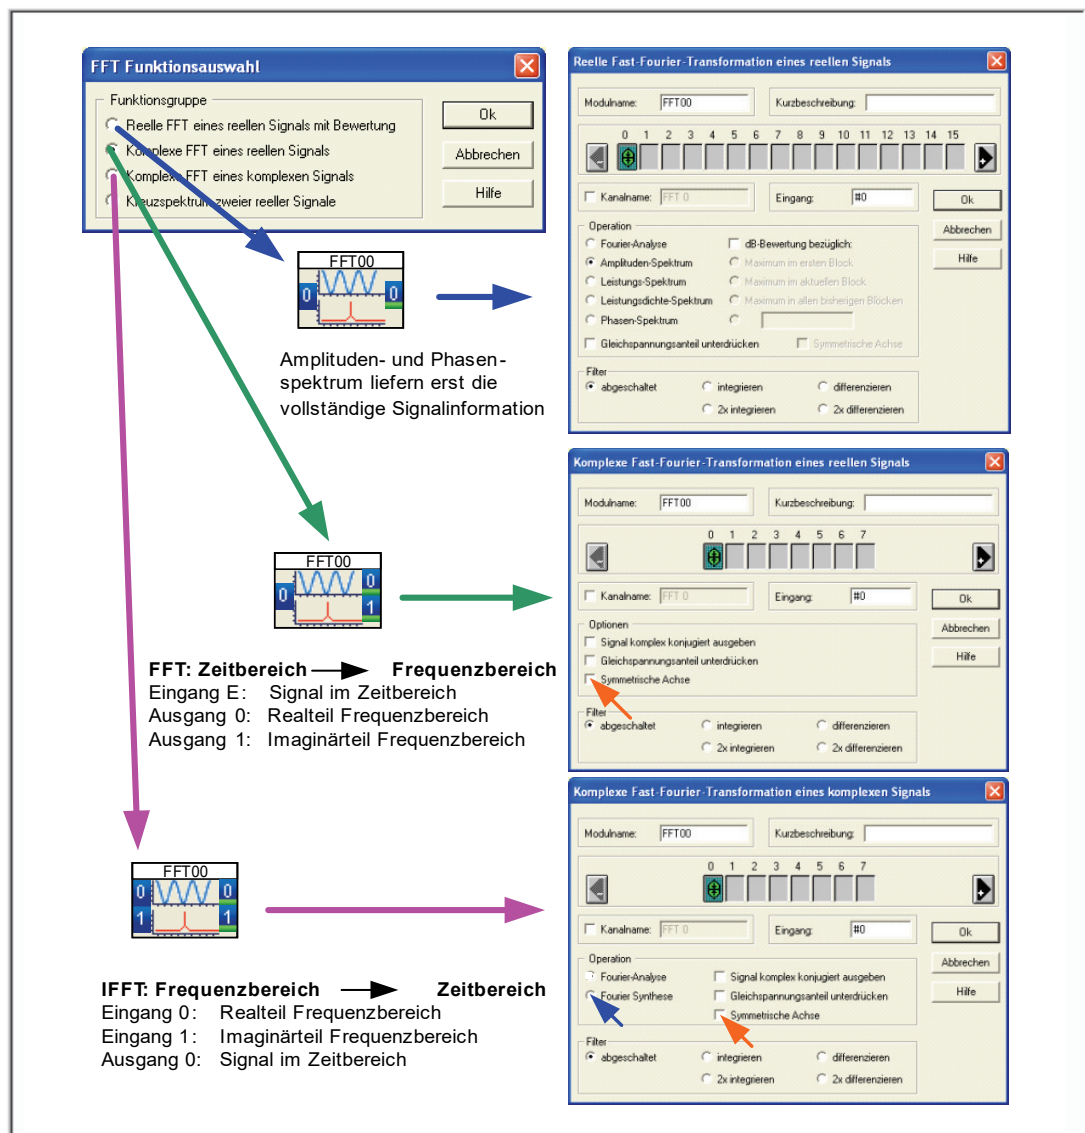 FFT Funktionsauswahl
Funktionsgruppe
Reelle FFT eines reellen Signals mit Bewertung
Komplexe FFT eines reellen Signals
Komplexe FFT eines komplexen Signals
Kreuzspektrum zweier reeller Signale
Ok
Abbrechen
Hilfe
FFT00
0
0
Amplituden- und Phasen-
spektrum liefern erst die
vollständige Signalinformation
Reelle Fast-Fourier-Transformation eines reellen Signals
Modulname: FFT00 Kurzbeschreibung:
0 1 2 3 4 5 6 7 8 9 10 11 12 13 14 15
Kanalname: FFT 0 Eingang: #0
Ok
Abbrechen
Hilfe
Operation
Fourier-Analyse dB-Bewertung bezüglich:
Amplituden-Spektrum Maximum im ersten Block
Leistungs-Spektrum Maximum im aktuellen Block
Leistungsdichte-Spektrum Maximum in allen bisherigen Blöcken
Phasen-Spektrum
Gleichspannungsanteil unterdrücken Symmetrische Achse
Filter
abgeschaltet integrieren differenzieren
2x integrieren 2x differenzieren
FFT00
0
0
1
FFT: Zeitbereich Frequenzbereich
Eingang E: Signal im Zeitbereich
Ausgang 0: Realteil Frequenzbereich
Ausgang 1: Imaginärteil Frequenzbereich
Komplexe Fast-Fourier-Transformation eines reellen Signals
Modulname: FFT00 Kurzbeschreibung:
0 1 2 3 4 5 6 7
Kanalname: FFT 0 Eingang: #0
Ok
Abbrechen
Hilfe
Optionen
Signal komplex konjugiert ausgeben
Gleichspannungsanteil unterdrücken
Symmetrische Achse
Filter
abgeschaltet integrieren differenzieren
2x integrieren 2x differenzieren
FFT00
0 0
1 1
IFFT: Frequenzbereich Zeitbereich
Eingang 0: Realteil Frequenzbereich
Eingang 1: Imaginärteil Frequenzbereich
Ausgang 0: Signal im Zeitbereich
Komplexe Fast-Fourier-Transformation eines komplexen Signals
Modulname: FFT00 Kurzbeschreibung:
0 1 2 3 4 5 6 7
Kanalname: FFT 0 Eingang: #0
Ok
Abbrechen
Hilfe
Operation
Fourier-Analyse Signal komplex konjugiert ausgeben
Fourier Synthese Gleichspannungsanteil unterdrücken
Symmetrische Achse
Filter
abgeschaltet integrieren differenzieren
2x integrieren 2x differenzieren